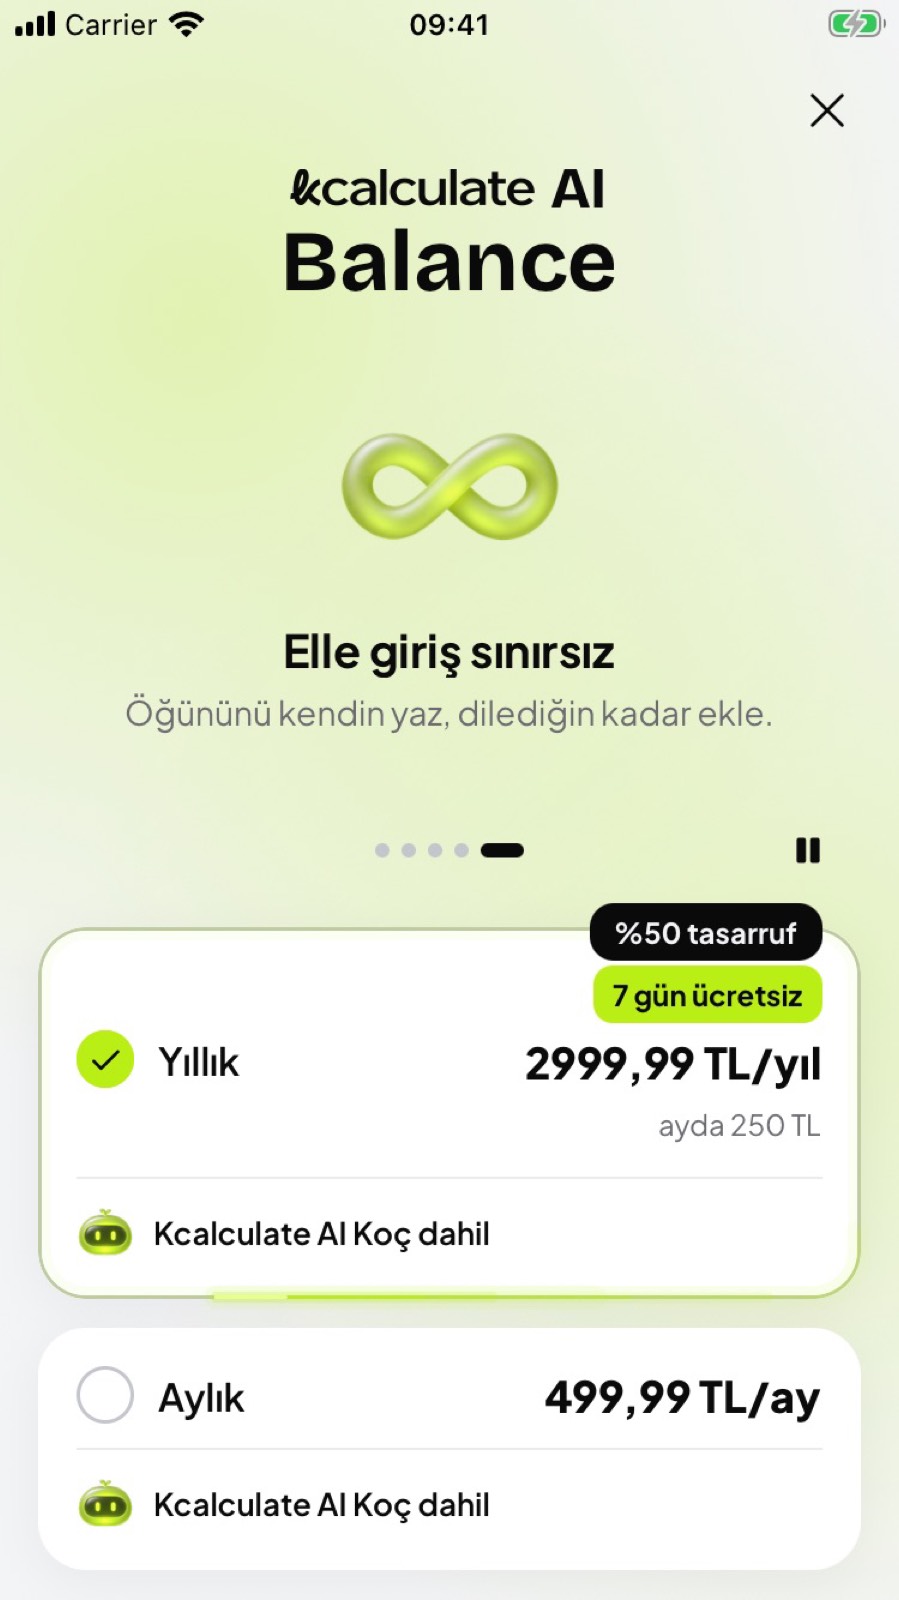 Carrier
09:41
kcalculate AI
Balance
Elle giriş sınırsız
Öğününü kendin yaz, dilediğin kadar ekle.
%50 tasarruf
7 gün ücretsiz
Yıllık
2999,99 TL/yıl
ayda 250 TL
Kcalculate AI Koç dahil
Aylık
499,99 TL/ay
Kcalculate AI Koç dahil